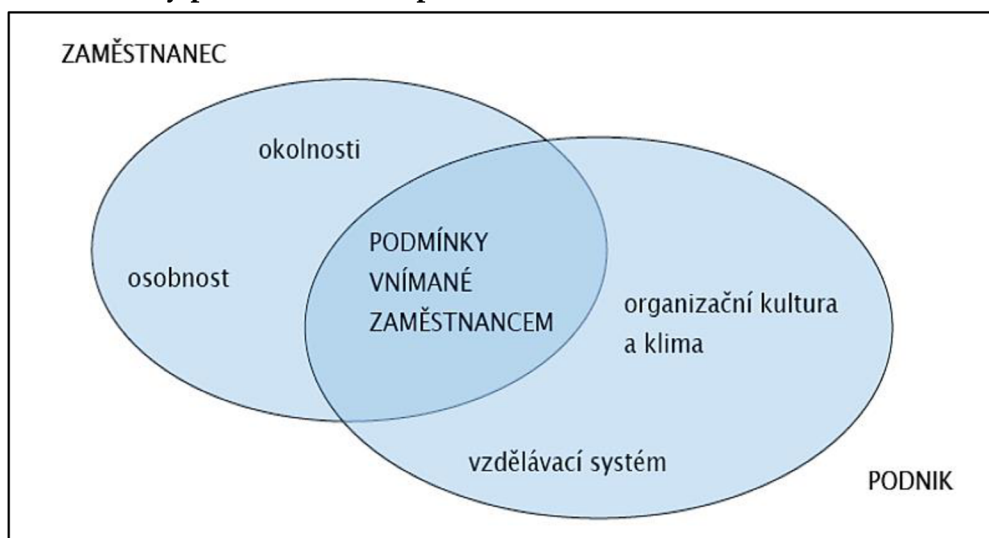 ZAMĚSTNANEC
okolnosti
osobnost
PODMÍNKY
VNÍMANÉ
ZAMĚSTNANCEM
organizační kultura
a klima
vzdělávací systém
PODNIK